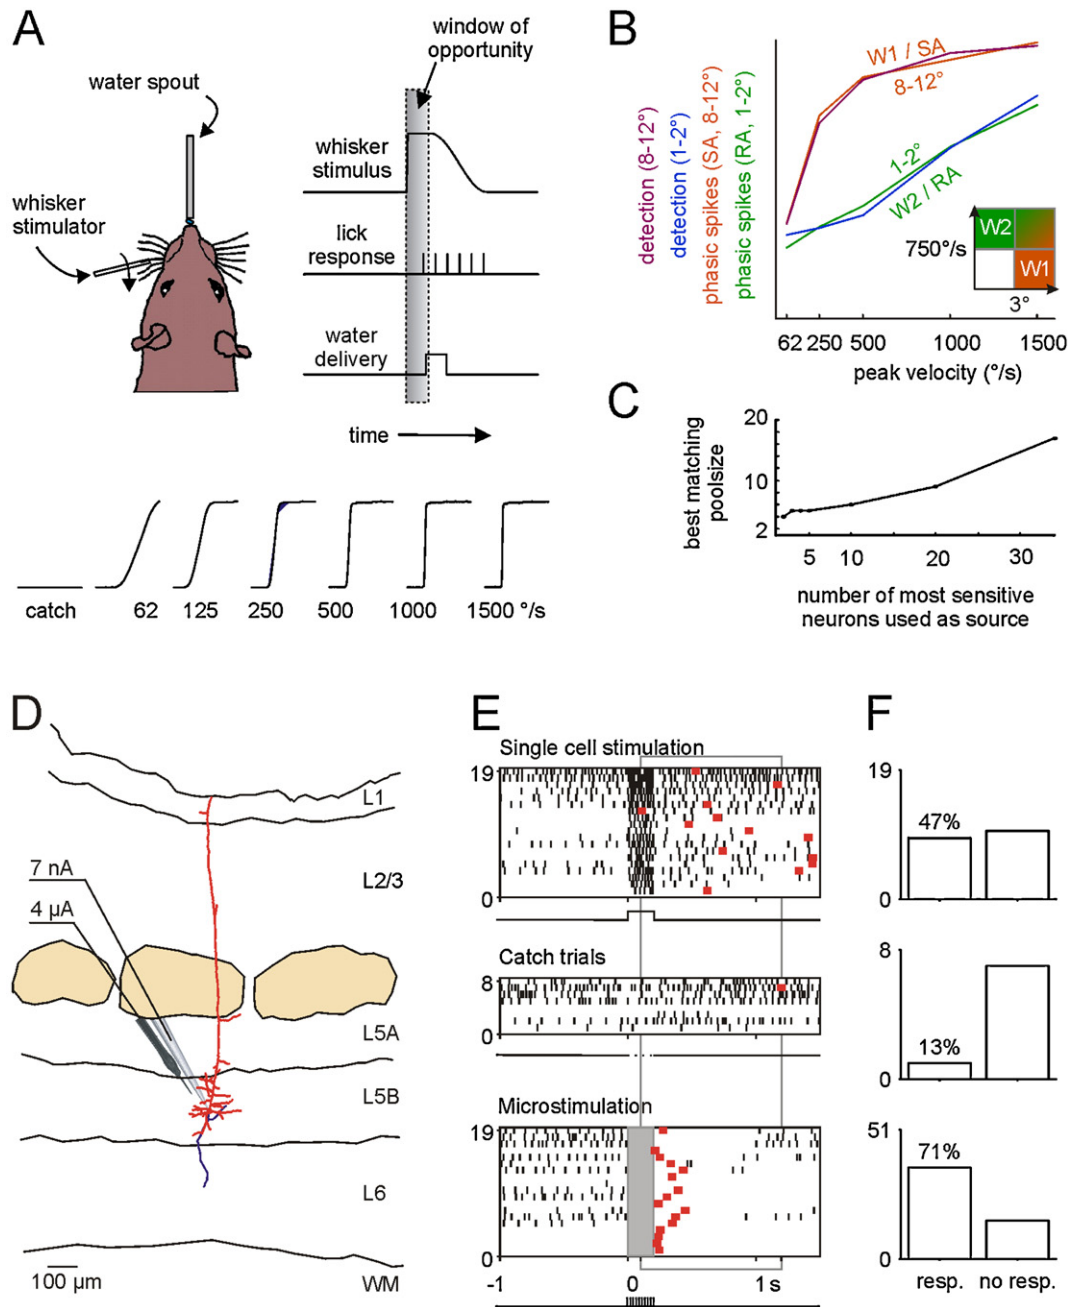 A
water spout
whisker
stimulator
window of
opportunity
whisker
stimulus
lick
response
water
delivery
time
catch
62
125
250
500
1000
1500 °/s
B
detection (8-12°)
detection (1-2°)
phasic spikes (SA, 8-12°)
phasic spikes (RA, 1-2°)
W1 / SA
8-12°
1-2°
W2 / RA
W2
750°/s
W1
3°
62 250 500 1000 1500
peak velocity (°/s)
C
best matching
poolsize
20
10
2
5 10 20 30
number of most sensitive
neurons used as source
D
L1
7 nA
L2/3
4 µA
L5A
L5B
L6
100 µm
WM
E
Single cell stimulation
19
0
Catch trials
8
0
Microstimulation
19
0
-1 0 1 s
F
19
47%
0
8
13%
0
51
71%
0
resp. no resp.